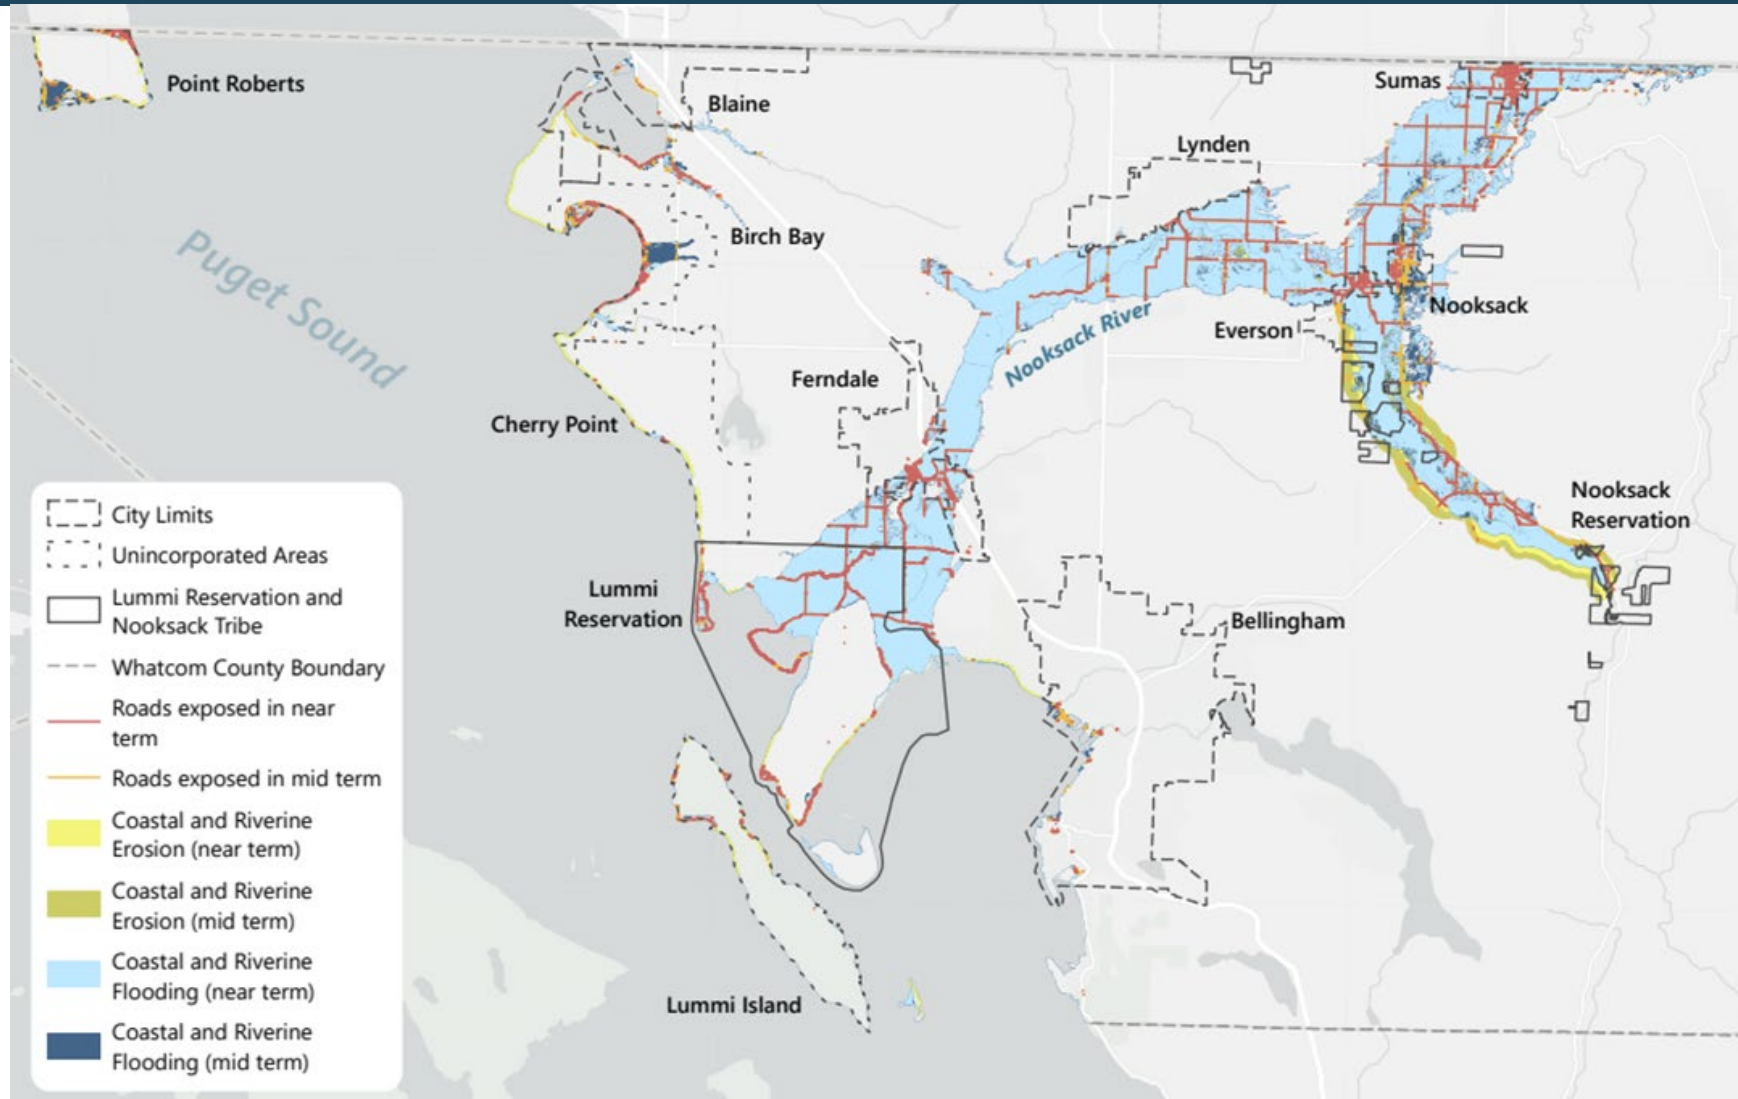 Point Roberts
Blaine
Sumas
Lynden
Birch Bay
Puget Sound
Nooksack
Nooksack River
Everson
Ferndale
Cherry Point
Nooksack
Reservation
Lummi
Reservation
Bellingham
Lummi Island
City Limits
Unincorporated Areas
Lummi Reservation and
Nooksack Tribe
Whatcom County Boundary
Roads exposed in near
term
Roads exposed in mid term
Coastal and Riverine
Erosion (near term)
Coastal and Riverine
Erosion (mid term)
Coastal and Riverine
Flooding (near term)
Coastal and Riverine
Flooding (mid term)